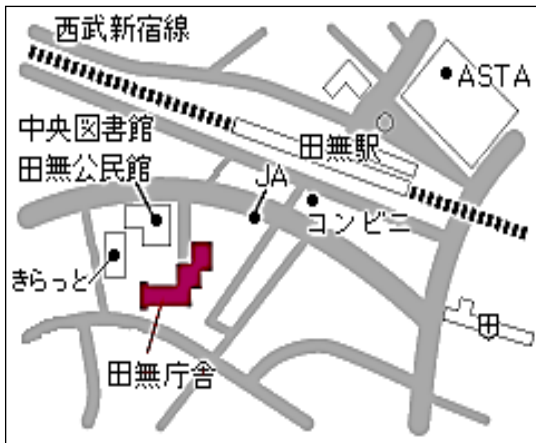 西武新宿線
ASTA
中央図書館
田無公民館
田無駅
JA
コンビニ
きらっと
田無庁舎